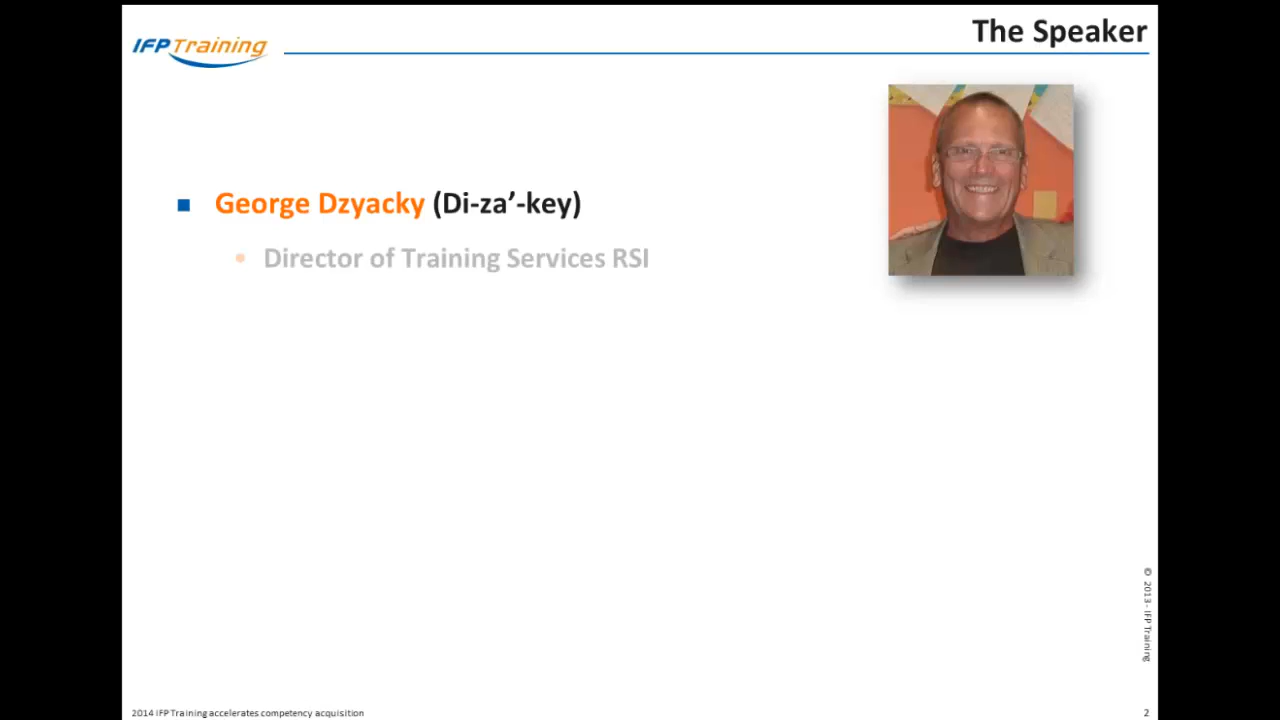 IFP Training
The Speaker
George Dzyacky (Di-za’-key)
Director of Training Services RSI
© 2013 - IFP Training
2014 IFP Training accelerates competency acquisition
2